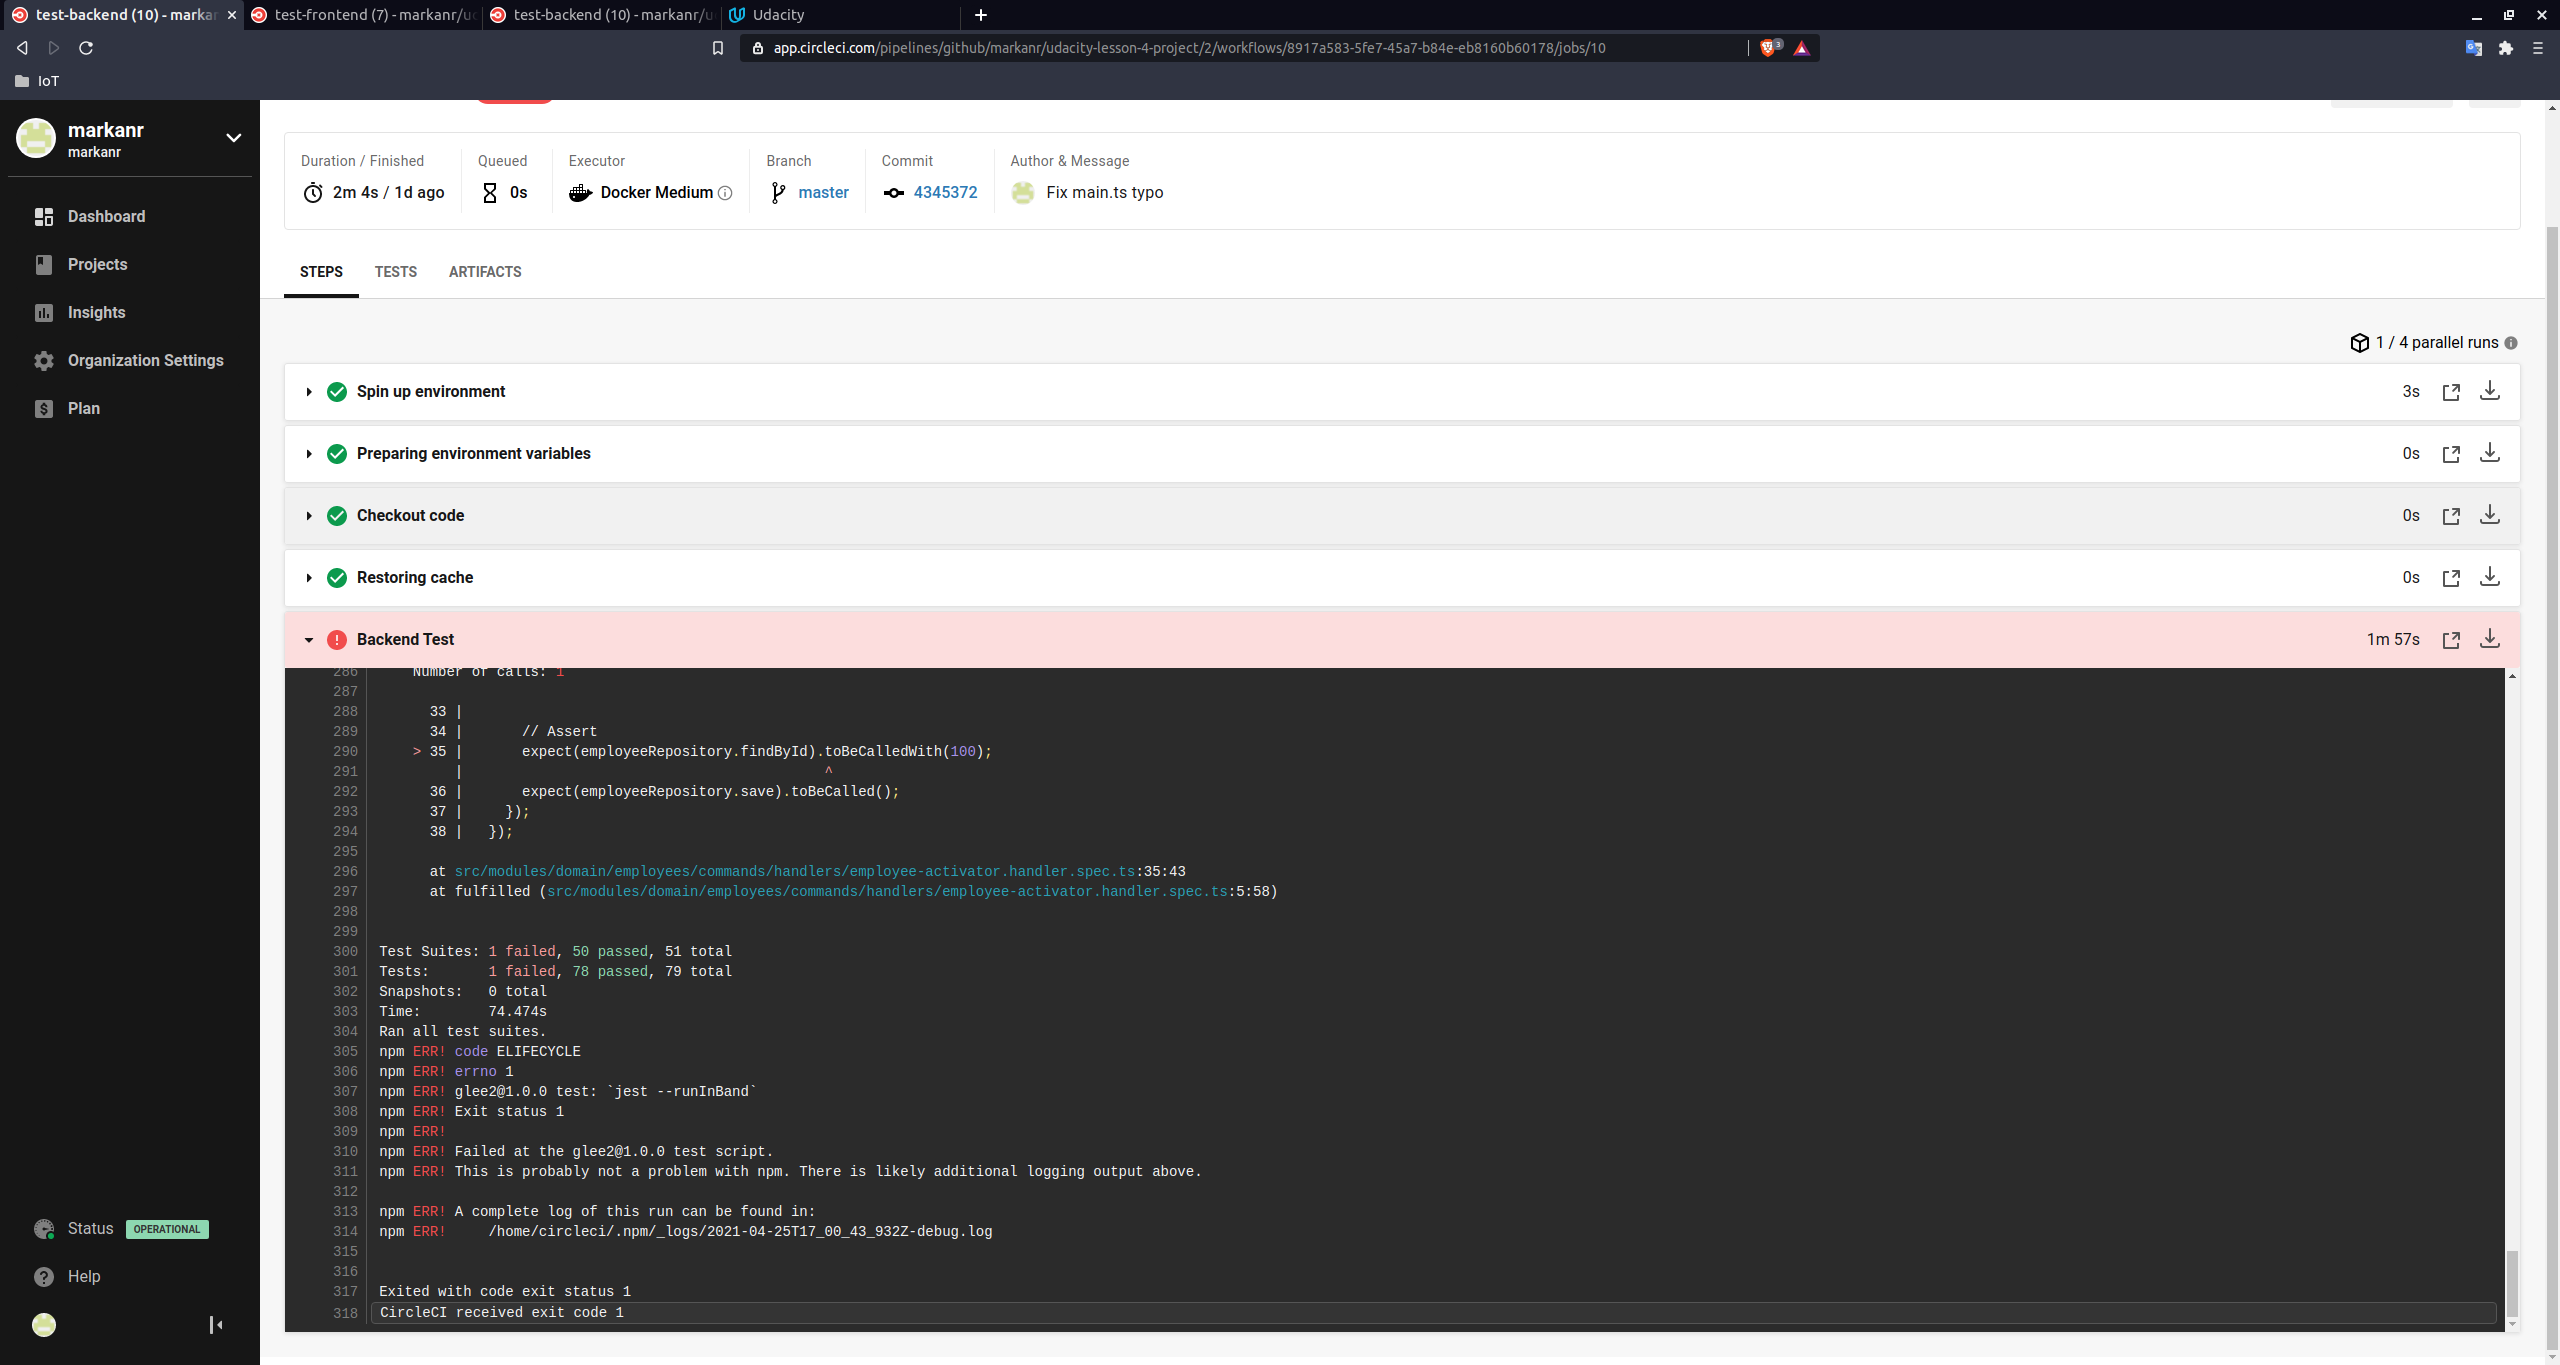 test-backend (10) - marka
test-frontend (7) - markanr/u
test-backend (10) - markanr/u
Udacity
app.circleci.com/pipelines/github/markanr/udacity-lesson-4-project/2/workflows/8917a583-5fe7-45a7-b84e-eb8160b60178/jobs/10
3
IoT
markanr
markanr
Dashboard
Projects
Insights
Organization Settings
Plan
Status OPERATIONAL
Help
Duration / Finished
2m 4s / 1d ago
Queued
0s
Executor
Docker Medium
Branch
master
Commit
4345372
Author & Message
Fix main.ts typo
STEPS TESTS ARTIFACTS
1 / 4 parallel runs
Spin up environment 3s
Preparing environment variables 0s
Checkout code 0s
Restoring cache 0s
Backend Test 1m 57s
286 Number of calls: 1
287
288 33 |
289 34 | // Assert
290 > 35 | expect(employeeRepository.findById).toBeCalledWith(100);
291 | ^
292 36 | expect(employeeRepository.save).toBeCalled();
293 37 | });
294 38 | });
295
296 at src/modules/domain/employees/commands/handlers/employee-activator.handler.spec.ts:35:43
297 at fulfilled (src/modules/domain/employees/commands/handlers/employee-activator.handler.spec.ts:5:58)
298
299
300 Test Suites: 1 failed, 50 passed, 51 total
301 Tests: 1 failed, 78 passed, 79 total
302 Snapshots: 0 total
303 Time: 74.474s
304 Ran all test suites.
305 npm ERR! code ELIFECYCLE
306 npm ERR! errno 1
307 npm ERR! glee2@1.0.0 test: `jest --runInBand`
308 npm ERR! Exit status 1
309 npm ERR!
310 npm ERR! Failed at the glee2@1.0.0 test script.
311 npm ERR! This is probably not a problem with npm. There is likely additional logging output above.
312
313 npm ERR! A complete log of this run can be found in:
314 npm ERR! /home/circleci/.npm/_logs/2021-04-25T17_00_43_932Z-debug.log
315
316
317 Exited with code exit status 1
318 CircleCI received exit code 1